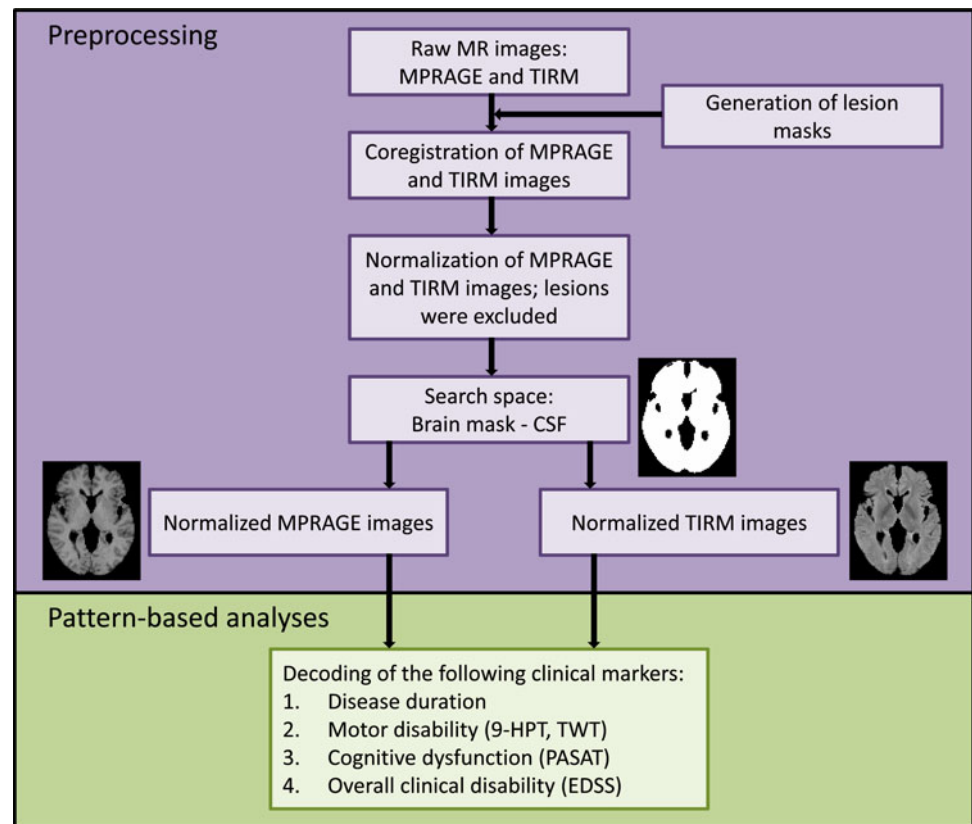 Preprocessing
Raw MR images:
MPRAGE and TIRM
Generation of lesion
masks
Coregistration of MPRAGE
and TIRM images
Normalization of MPRAGE
and TIRM images; lesions
were excluded
Search space:
Brain mask - CSF
Normalized MPRAGE images
Normalized TIRM images
Pattern-based analyses
Decoding of the following clinical markers:
1. Disease duration
2. Motor disability (9-HPT, TWT)
3. Cognitive dysfunction (PASAT)
4. Overall clinical disability (EDSS)